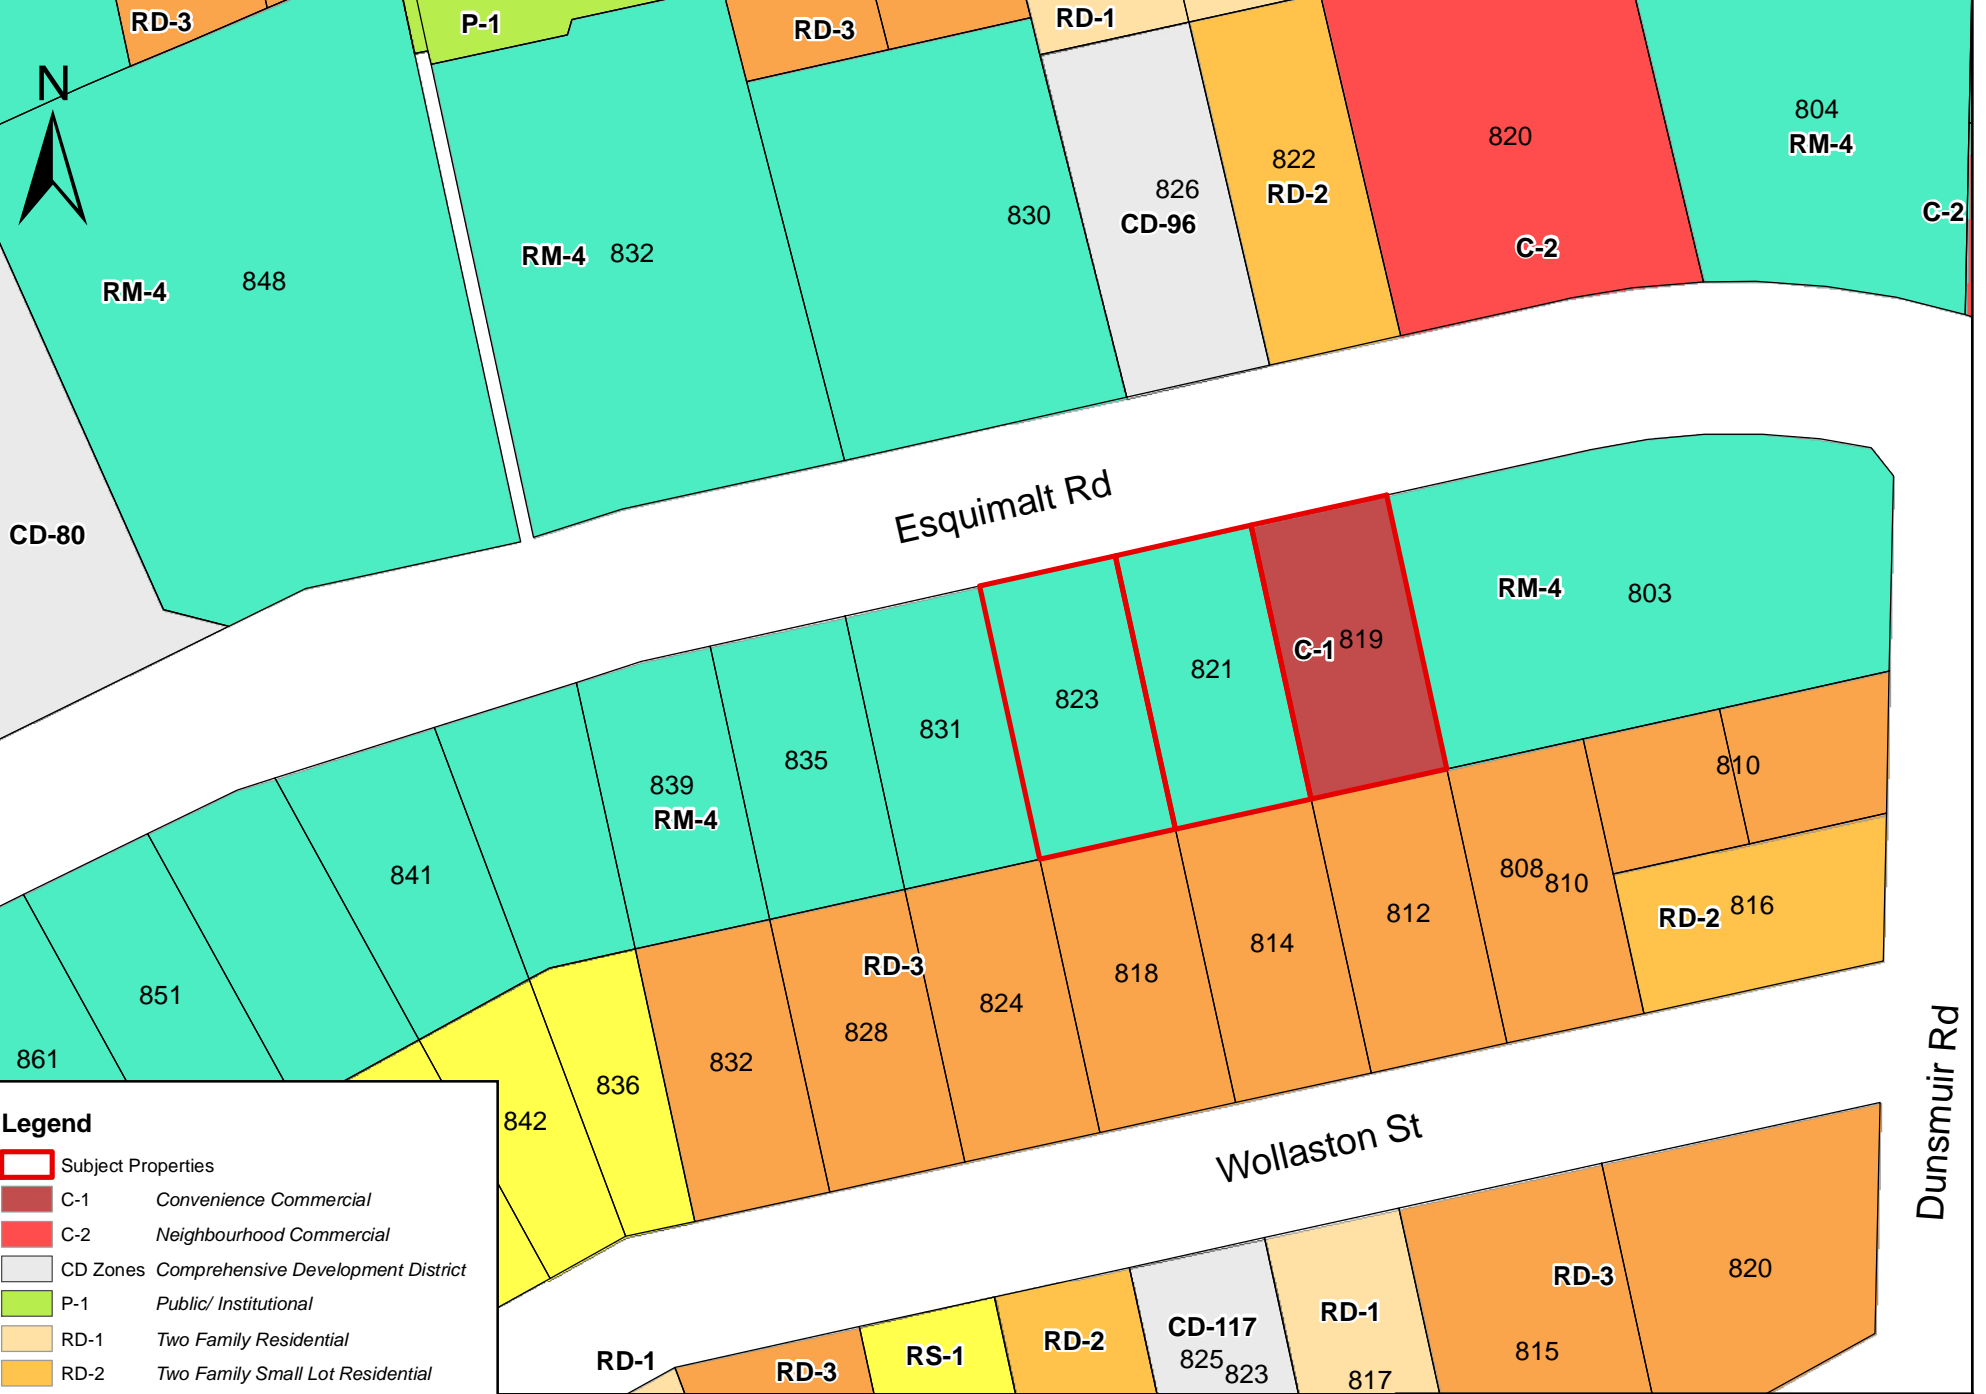 RD-3
P-1
RD-3
RD-1
N
804
RM-4
820
822
RD-2
826
CD-96
C-2
830
C-2
RM-4 832
RM-4 848
Esquimalt Rd
CD-80
RM-4 803
C-1 819
821
823
831
835
839
RM-4
810
841
808
810
812
RD-2 816
814
RD-3
818
824
851
828
861
832
836
842
Wollaston St
Dunsmuir Rd
Legend
Subject Properties
C-1 Convenience Commercial
C-2 Neighbourhood Commercial
CD Zones Comprehensive Development District
P-1 Public/ Institutional
RD-1 Two Family Residential
RD-2 Two Family Small Lot Residential
RD-1
RD-3
RS-1
RD-2
CD-117
825
823
RD-1
817
RD-3
815
820